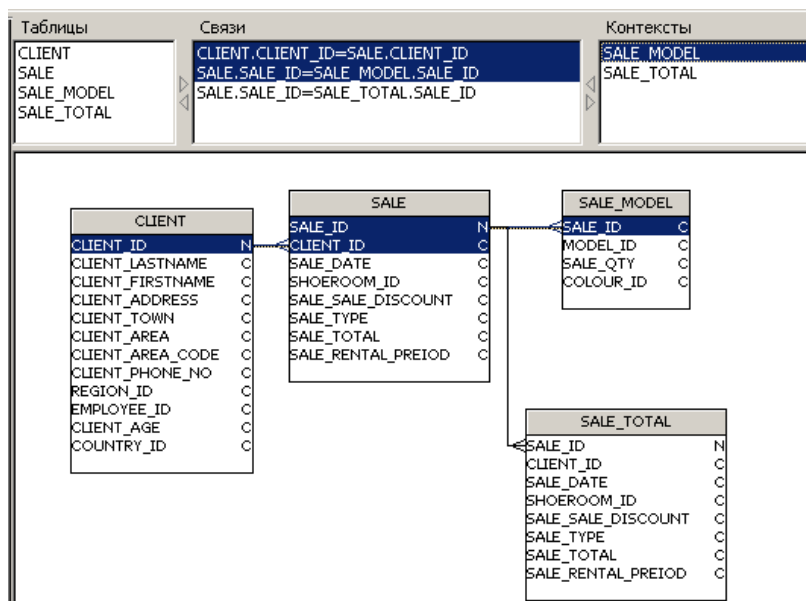 Таблицы
CLIENT
SALE
SALE_MODEL
SALE_TOTAL
Связи
CLIENT.CLIENT_ID=SALE.CLIENT_ID
SALE.SALE_ID=SALE_MODEL.SALE_ID
SALE.SALE_ID=SALE_TOTAL.SALE_ID
Контексты
SALE_MODEL
SALE_TOTAL
CLIENT
CLIENT_ID N
CLIENT_LASTNAME C
CLIENT_FIRSTNAME C
CLIENT_ADDRESS C
CLIENT_TOWN C
CLIENT_AREA C
CLIENT_AREA_CODE C
CLIENT_PHONE_NO C
REGION_ID C
EMPLOYEE_ID C
CLIENT_AGE C
COUNTRY_ID C
SALE
SALE_ID N
CLIENT_ID C
SALE_DATE C
SHOEROOM_ID C
SALE_SALE_DISCOUNT C
SALE_TYPE C
SALE_TOTAL C
SALE_RENTAL_PREIOD C
SALE_MODEL
SALE_ID C
MODEL_ID C
SALE_QTY C
COLOUR_ID C
SALE_TOTAL
SALE_ID N
CLIENT_ID C
SALE_DATE C
SHOEROOM_ID C
SALE_SALE_DISCOUNT C
SALE_TYPE C
SALE_TOTAL C
SALE_RENTAL_PREIOD C